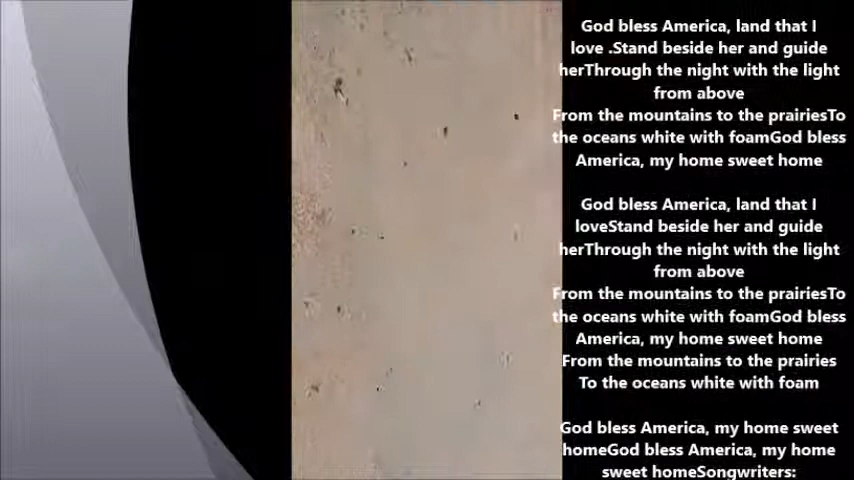 God bless America, land that I
love .Stand beside her and guide
herThrough the night with the light
from above
From the mountains to the prairiesTo
the oceans white with foamGod bless
America, my home sweet home
God bless America, land that I
loveStand beside her and guide
herThrough the night with the light
from above
From the mountains to the prairiesTo
the oceans white with foamGod bless
America, my home sweet home
From the mountains to the prairies
To the oceans white with foam
God bless America, my home sweet
homeGod bless America, my home
sweet homeSongwriters: